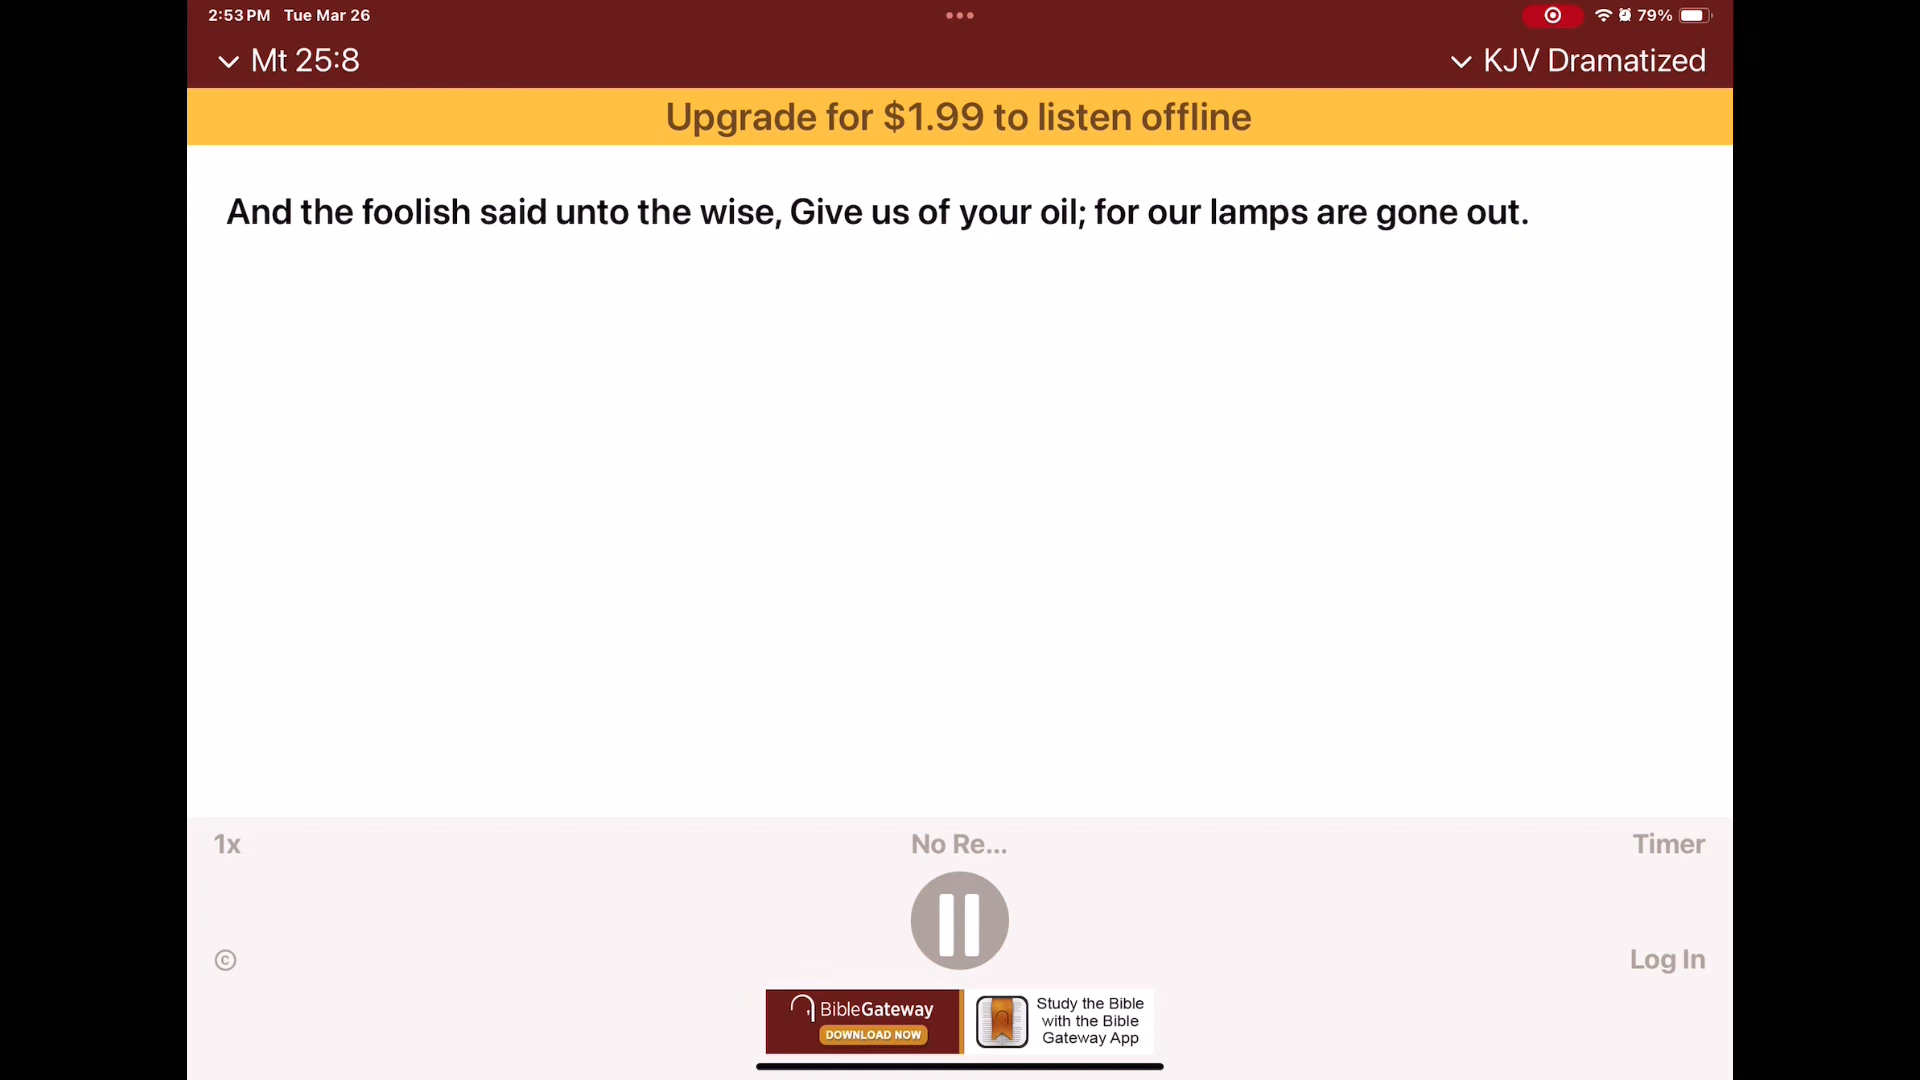 2:53 PM Tue Mar 26
79%
Mt 25:8
KJV Dramatized
Upgrade for $1.99 to listen offline
And the foolish said unto the wise, Give us of your oil; for our lamps are gone out.
1x
No Re...
Timer
©
Log In
BibleGateway
DOWNLOAD NOW
Study the Bible
with the Bible
Gateway App